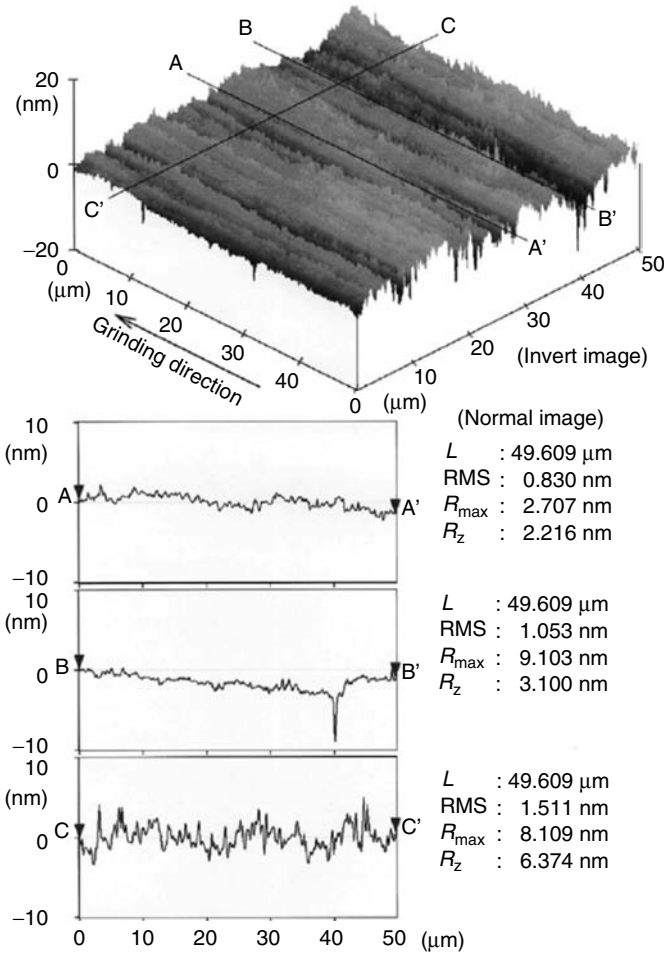 C
B
A
20
(nm)
0
C'
B'
A'
−20
0
(μm)
10
20
30
40
Grinding direction
0
(μm)
10
20
30
40
50
(Invert image)
(Normal image)
10
(nm)
A
0
A'
−10
L : 49.609 μm
RMS : 0.830 nm
Rmax : 2.707 nm
Rz : 2.216 nm
10
(nm)
B
0
B'
−10
L : 49.609 μm
RMS : 1.053 nm
Rmax : 9.103 nm
Rz : 3.100 nm
10
(nm)
C
0
C'
−10
L : 49.609 μm
RMS : 1.511 nm
Rmax : 8.109 nm
Rz : 6.374 nm
0 10 20 30 40 50 (μm)